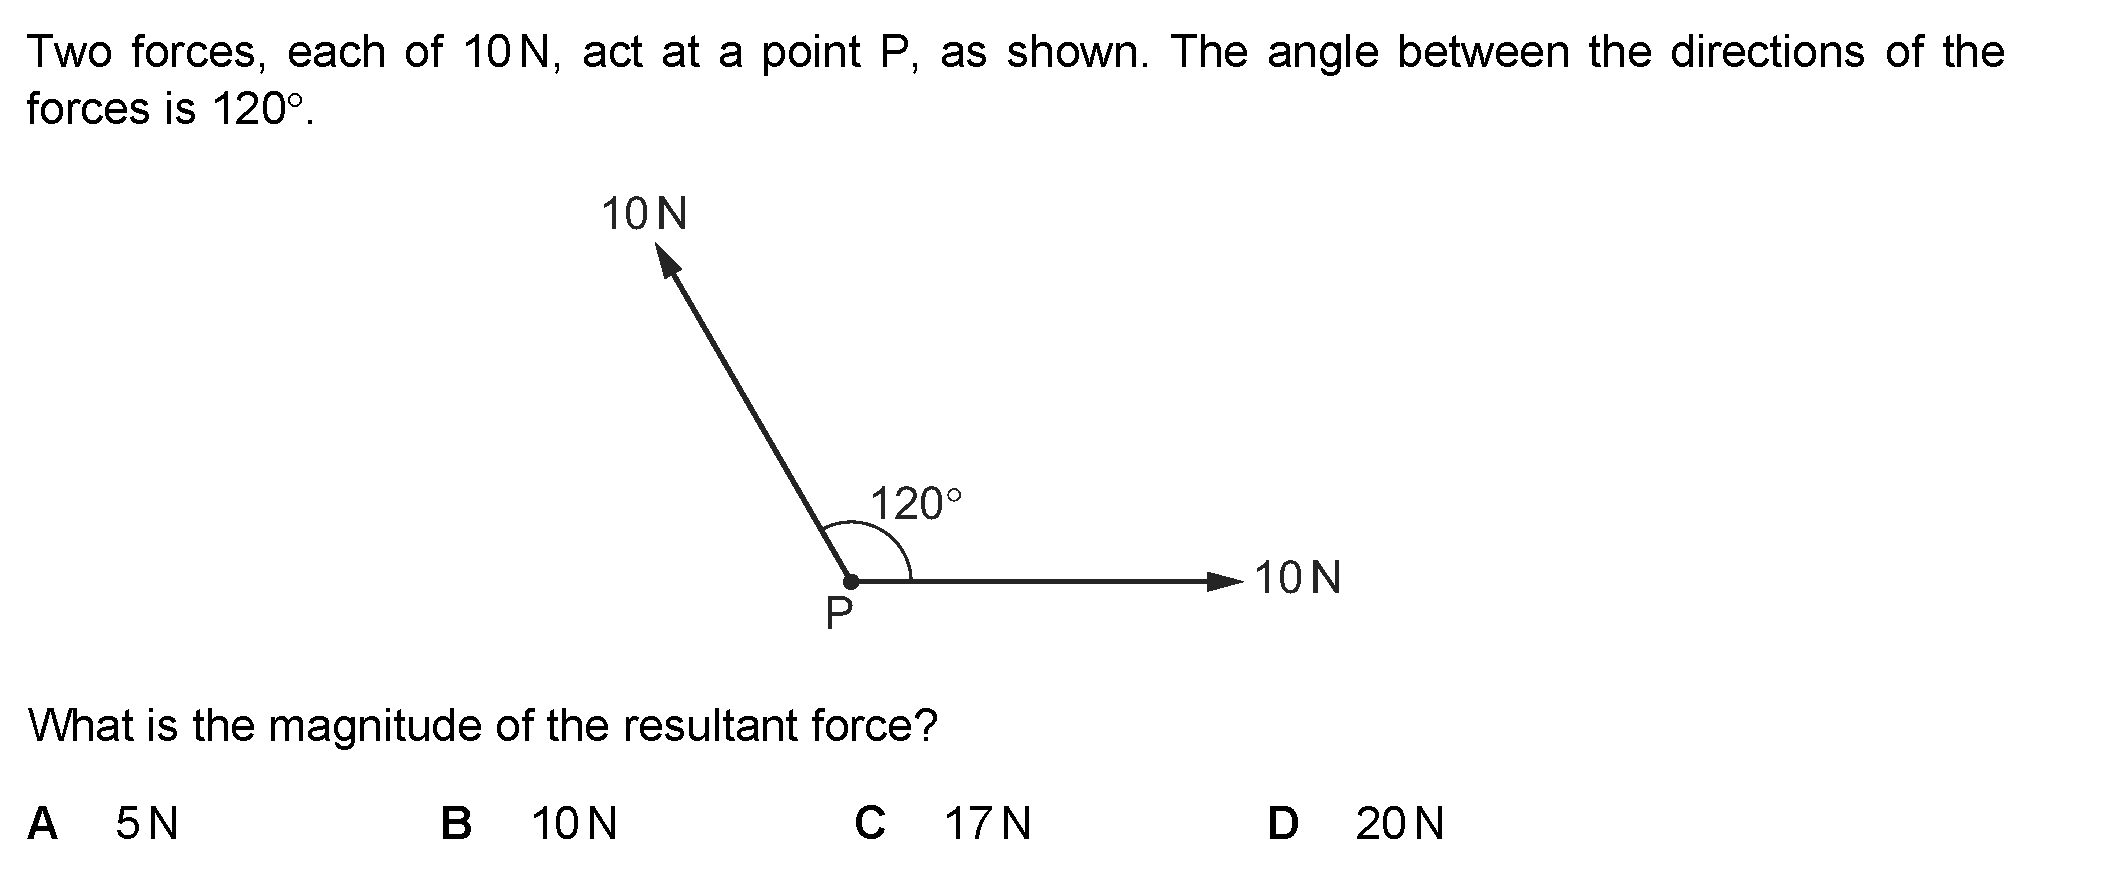 Two forces, each of 10 N, act at a point P, as shown. The angle between the directions of the
forces is 120°.
10 N
120°
10 N
P
What is the magnitude of the resultant force?
A 5 N B 10 N C 17 N D 20 N